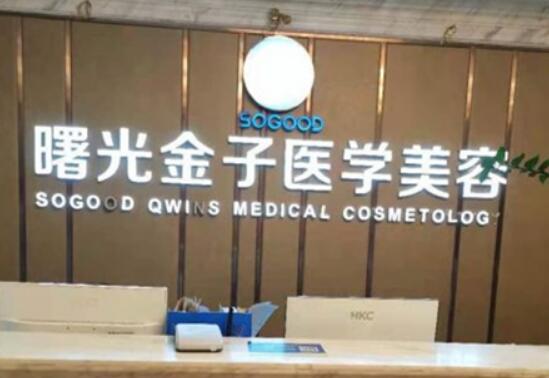 SOGOOD
曙光金子医学美容
SOGOOD QWINS MEDICAL COSMETOLOGY
HKC